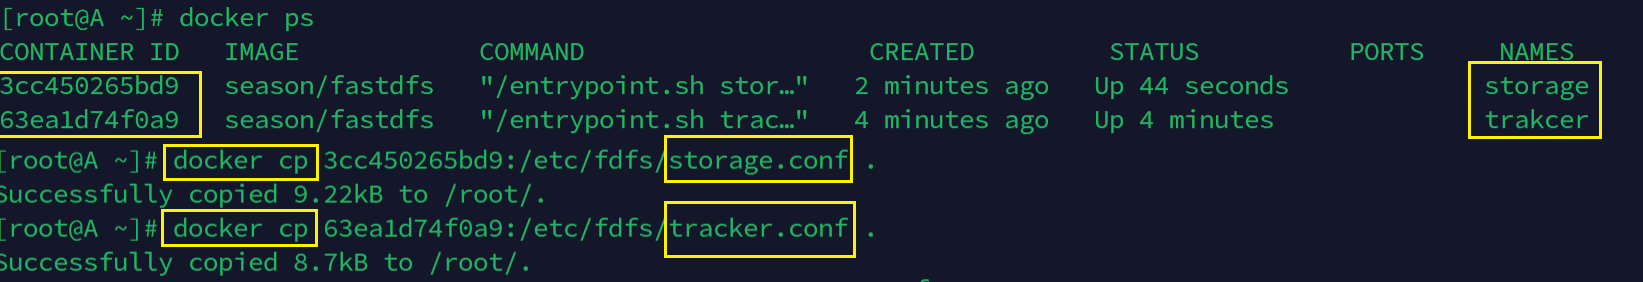 [root@A ~]# docker ps
CONTAINER ID   IMAGE            COMMAND                   CREATED         STATUS          PORTS     NAMES
3cc450265bd9   season/fastdfs   "/entrypoint.sh stor…"   2 minutes ago   Up 44 seconds             storage
63ea1d74f0a9   season/fastdfs   "/entrypoint.sh trac…"   4 minutes ago   Up 4 minutes              trakcer
[root@A ~]# docker cp 3cc450265bd9:/etc/fdfs/storage.conf .
Successfully copied 9.22kB to /root/.
[root@A ~]# docker cp 63ea1d74f0a9:/etc/fdfs/tracker.conf .
Successfully copied 8.7kB to /root/.